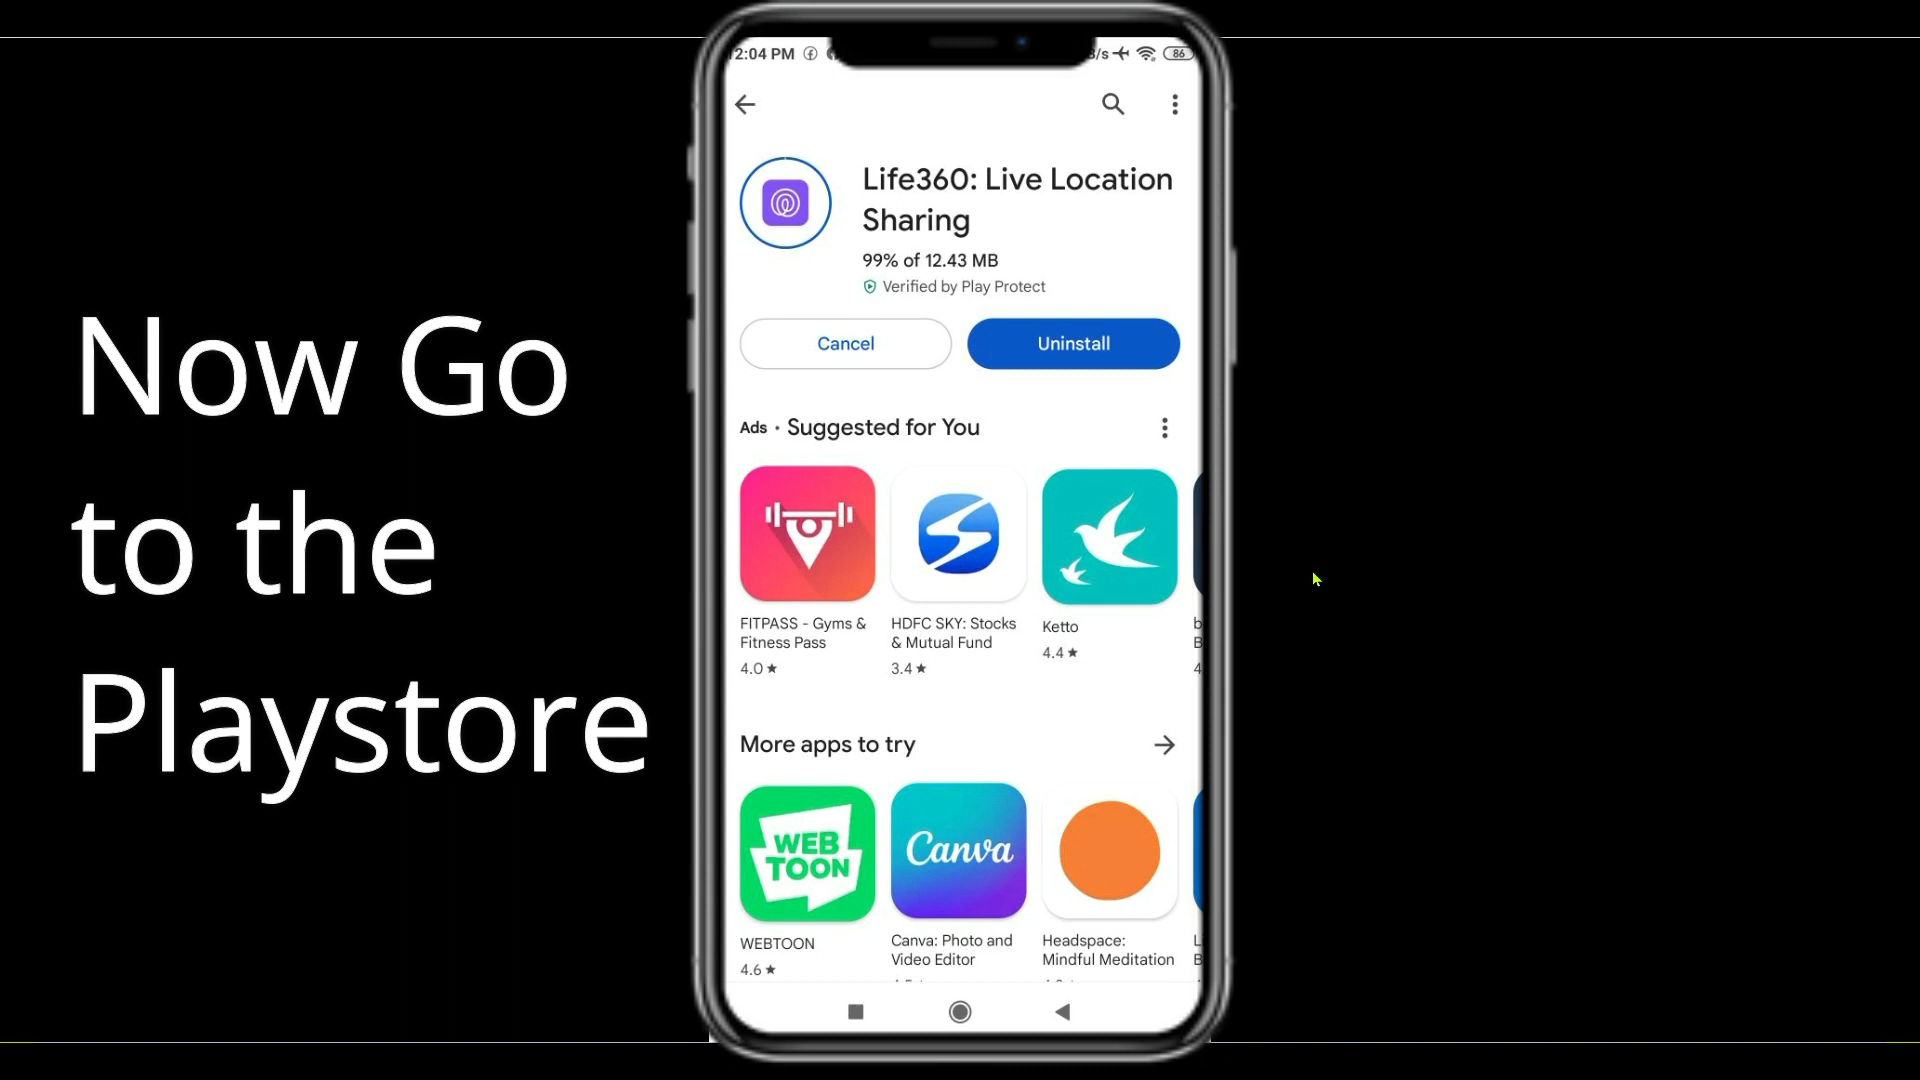 Now Go
to the
Playstore
2:04 PM
/s
86
Life360: Live Location
Sharing
99% of 12.43 MB
Verified by Play Protect
Cancel
Uninstall
Ads • Suggested for You
FITPASS - Gyms &
Fitness Pass
4.0 ★
HDFC SKY: Stocks
& Mutual Fund
3.4 ★
Ketto
4.4 ★
b
B
4
More apps to try
WEB
TOON
Canva
WEBTOON
4.6 ★
Canva: Photo and
Video Editor
Headspace:
Mindful Meditation
L
B